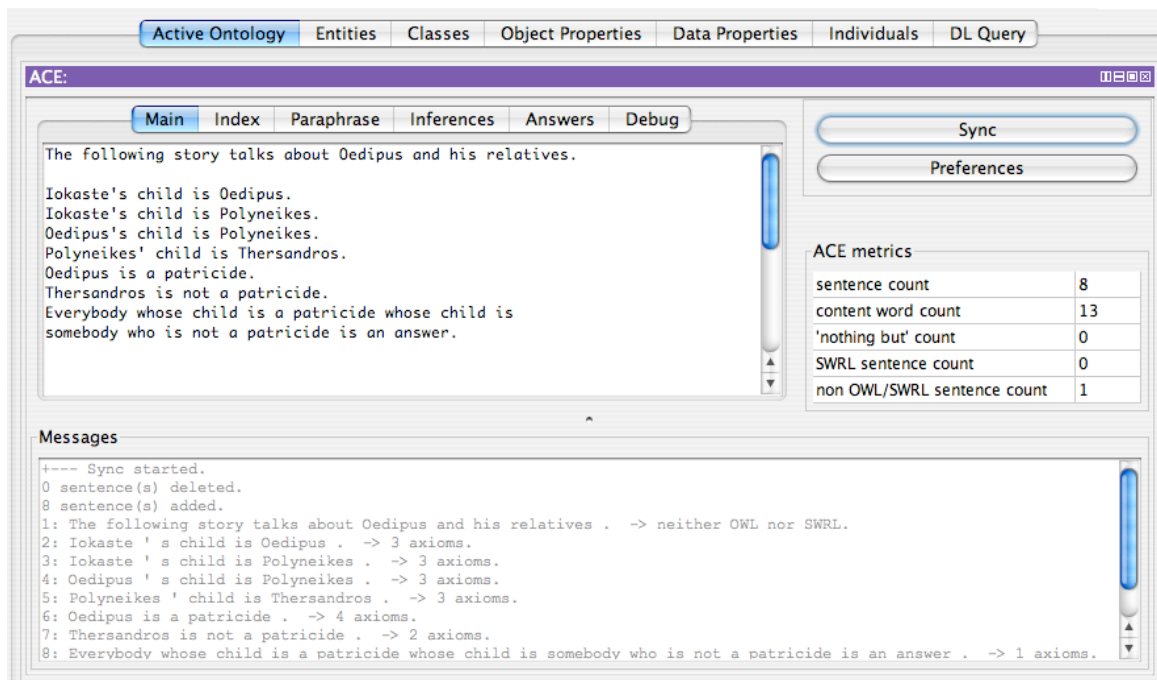 Active Ontology Entities Classes Object Properties Data Properties Individuals DL Query
ACE:
Main Index Paraphrase Inferences Answers Debug
The following story talks about Oedipus and his relatives.
Iokaste's child is Oedipus.
Iokaste's child is Polyneikes.
Oedipus's child is Polyneikes.
Polyneikes' child is Thersandros.
Oedipus is a patricide.
Thersandros is not a patricide.
Everybody whose child is a patricide whose child is
somebody who is not a patricide is an answer.
Sync
Preferences
ACE metrics
sentence count 8
content word count 13
'nothing but' count 0
SWRL sentence count 0
non OWL/SWRL sentence count 1
Messages
+--- Sync started.
0 sentence(s) deleted.
8 sentence(s) added.
1: The following story talks about Oedipus and his relatives .  -> neither OWL nor SWRL.
2: Iokaste ' s child is Oedipus .  -> 3 axioms.
3: Iokaste ' s child is Polyneikes .  -> 3 axioms.
4: Oedipus ' s child is Polyneikes .  -> 3 axioms.
5: Polyneikes ' child is Thersandros .  -> 3 axioms.
6: Oedipus is a patricide .  -> 4 axioms.
7: Thersandros is not a patricide .  -> 2 axioms.
8: Everybody whose child is a patricide whose child is somebody who is not a patricide is an answer .  -> 1 axioms.